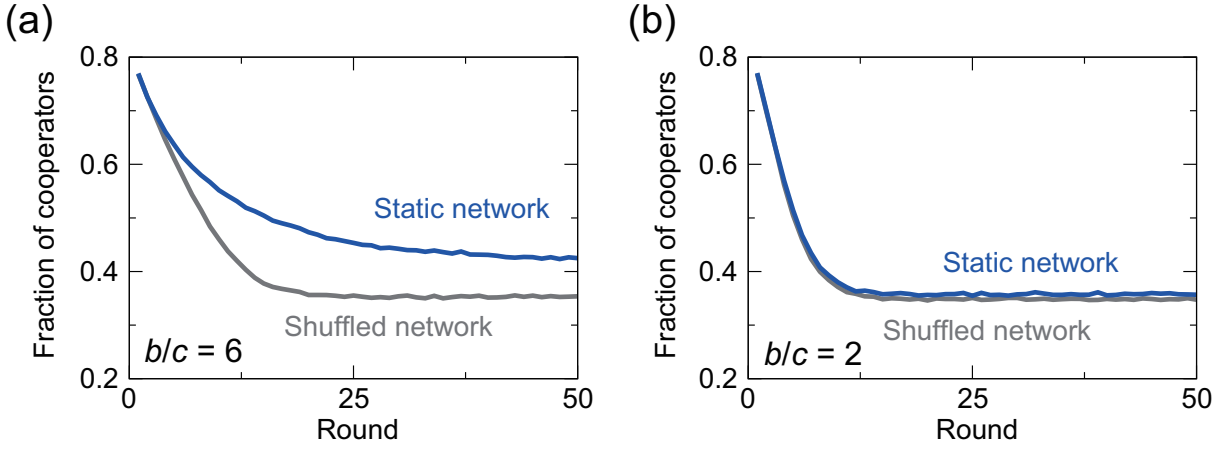 (a)
Fraction of cooperators
0.8
0.6
0.4
0.2
Static network
Shuffled network
b/c = 6
0
25
50
Round
(b)
Fraction of cooperators
0.8
0.6
0.4
0.2
Static network
Shuffled network
b/c = 2
0
25
50
Round